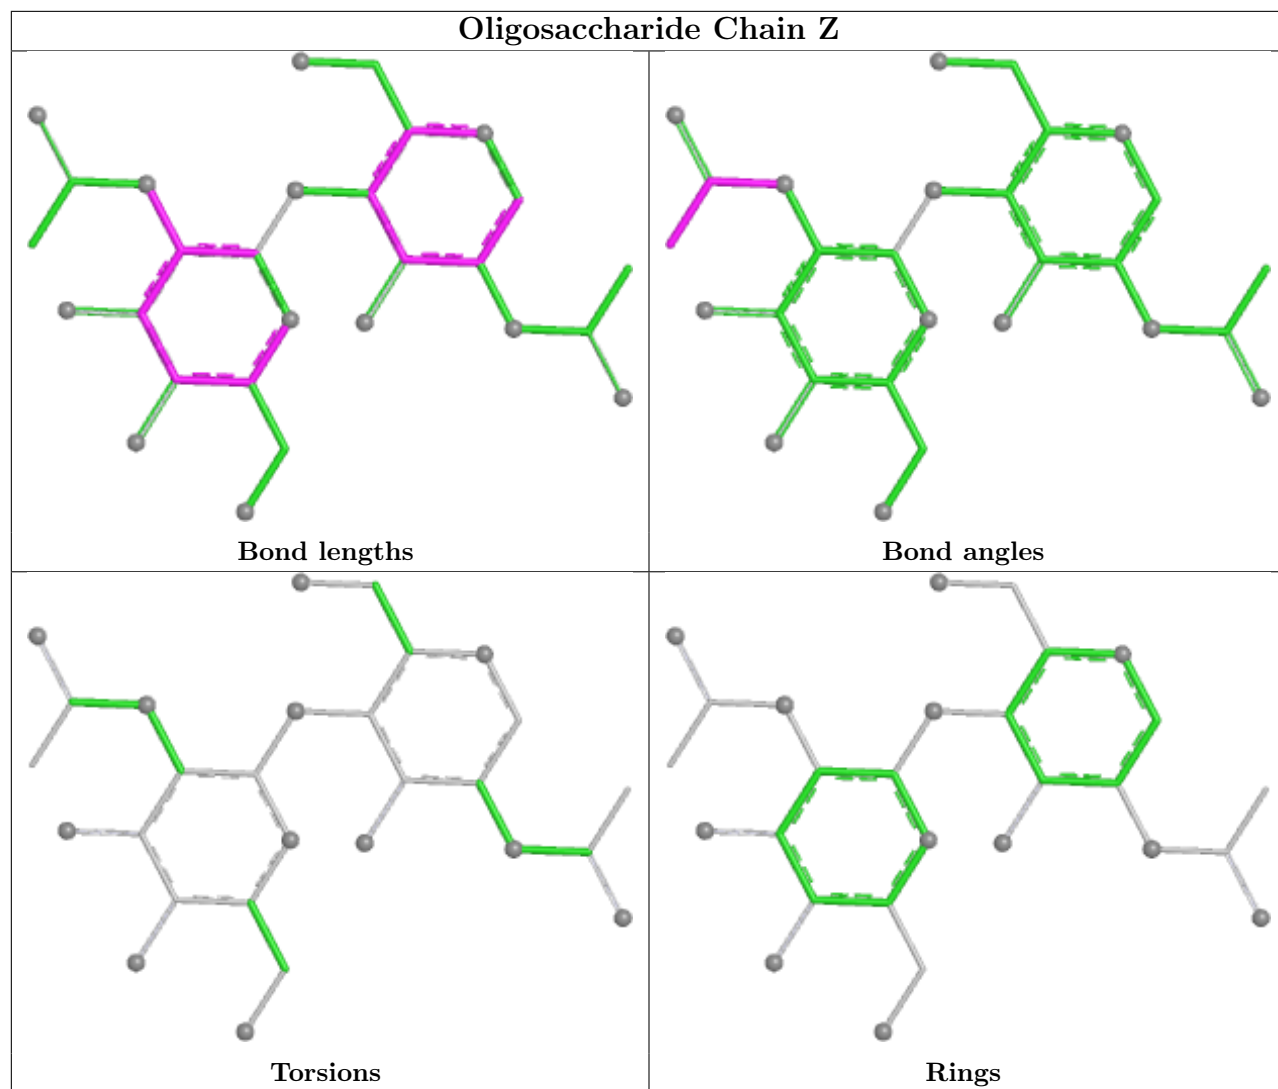 Oligosaccharide Chain Z
Bond lengths
Bond angles
Torsions
Rings